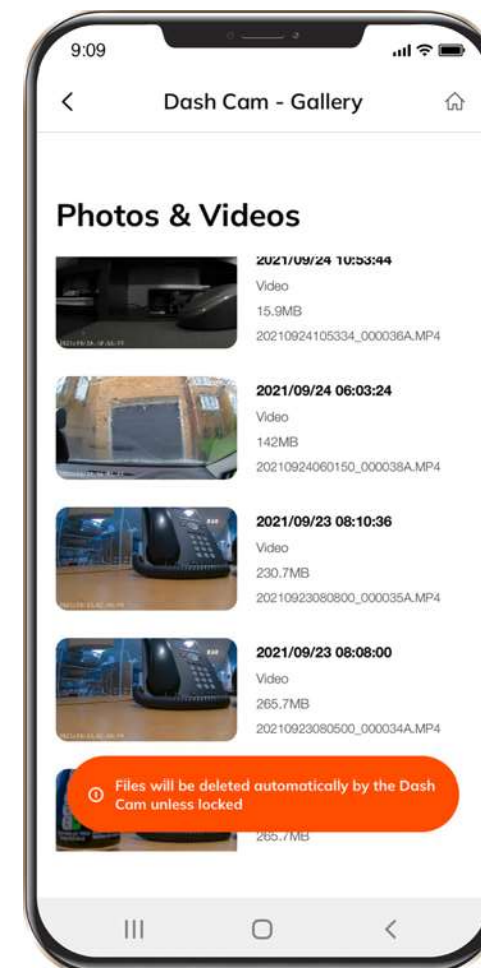 9:09
Dash Cam - Gallery
Photos & Videos
2021/09/24 10:53:44
Video
15.9MB
20210924105334_000036A.MP4
2021/09/24 06:03:24
Video
142MB
20210924060150_000038A.MP4
2021/09/23 08:10:36
Video
230.7MB
20210923080800_000035A.MP4
2021/09/23 08:08:00
Video
265.7MB
20210923080500_000034A.MP4
Files will be deleted automatically by the Dash
Cam unless locked
265.7MB